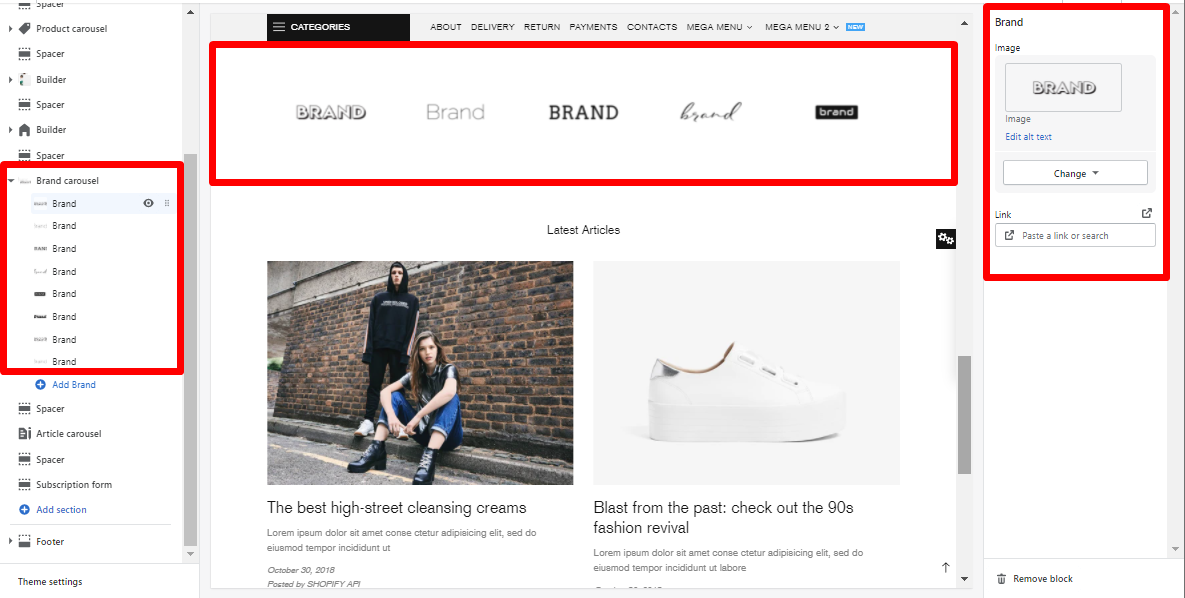 Spacer
Product carousel
Spacer
Builder
Spacer
Builder
Spacer
Brand carousel
Brand
Brand
Brand
Brand
Brand
Brand
Brand
Brand
Add Brand
Spacer
Article carousel
Spacer
Subscription form
Add section
Footer
Theme settings
CATEGORIES ABOUT DELIVERY RETURN PAYMENTS CONTACTS MEGA MENU MEGA MENU 2 NEW
BRAND Brand BRAND brand brand
Latest Articles
The best high-street cleansing creams
Lorem ipsum dolor sit amet conse ctetur adipisicing elit, sed do
eiusmod tempor incididunt ut
October 30, 2018
Posted by SHOPIFY API
Blast from the past: check out the 90s
fashion revival
Lorem ipsum dolor sit amet conse ctetur adipisicing elit, sed do
eiusmod tempor incididunt ut labore
Brand
Image
BRAND
Image
Edit alt text
Change
Link
Paste a link or search
Remove block